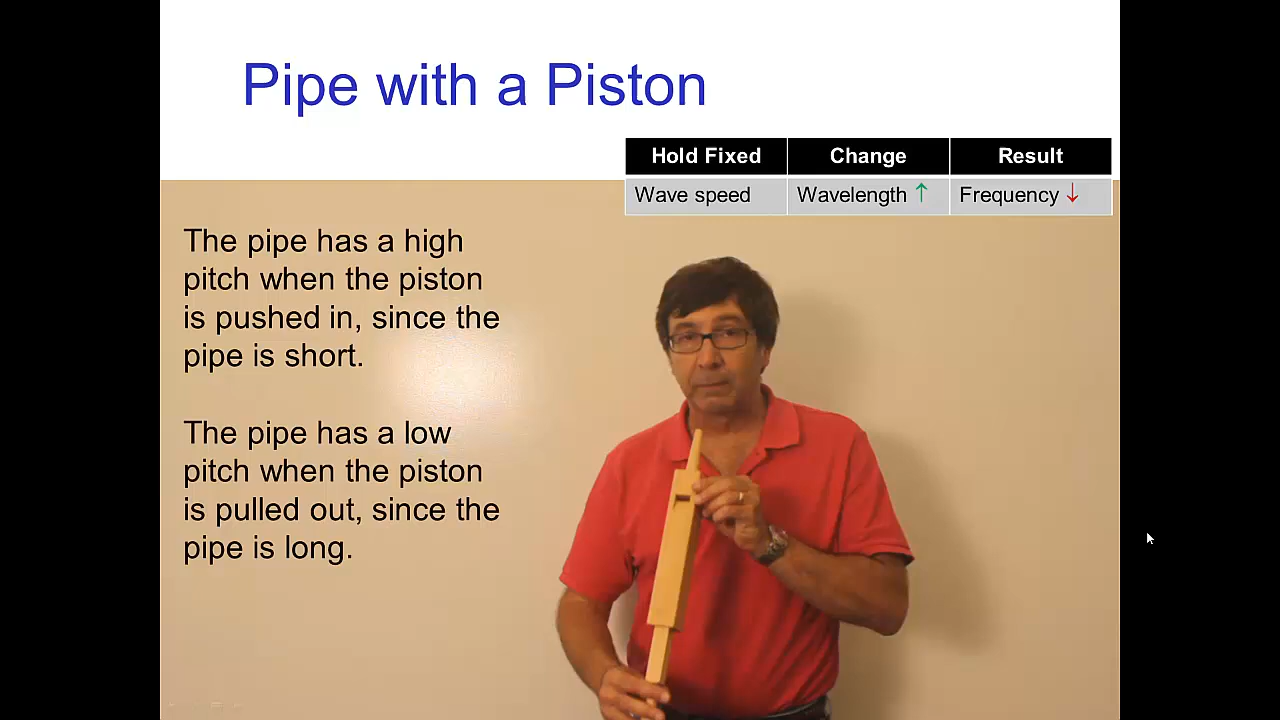 Pipe with a Piston
Hold Fixed Change Result
Wave speed Wavelength ↑ Frequency ↓
The pipe has a high
pitch when the piston
is pushed in, since the
pipe is short.
The pipe has a low
pitch when the piston
is pulled out, since the
pipe is long.